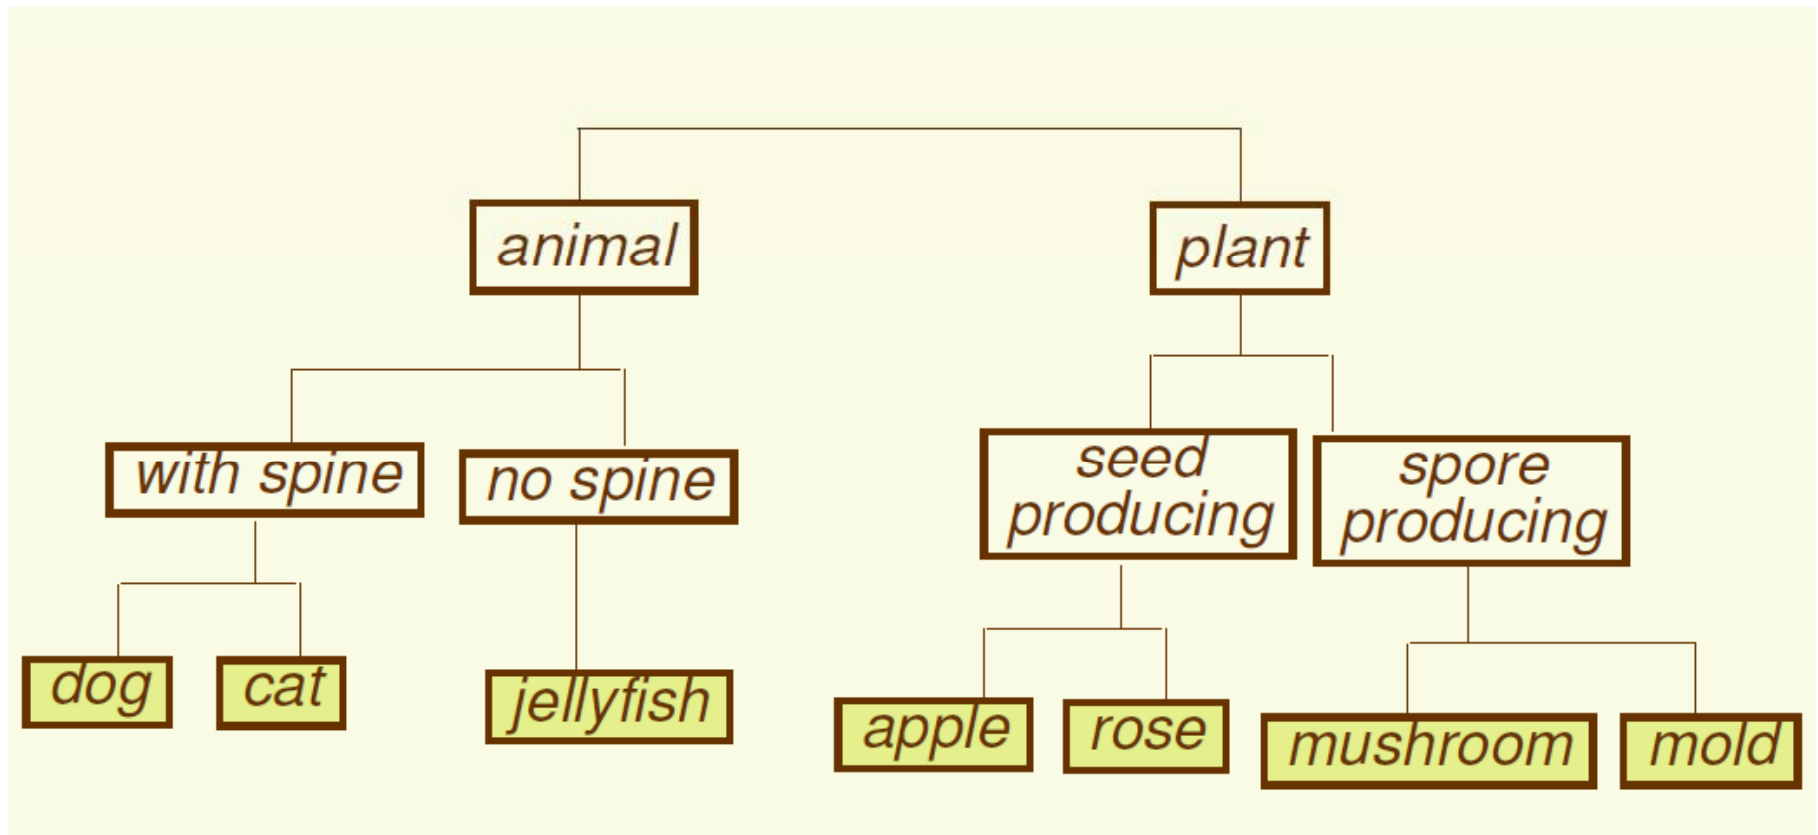 animal
plant
with spine
no spine
seed
producing
spore
producing
dog
cat
jellyfish
apple
rose
mushroom
mold